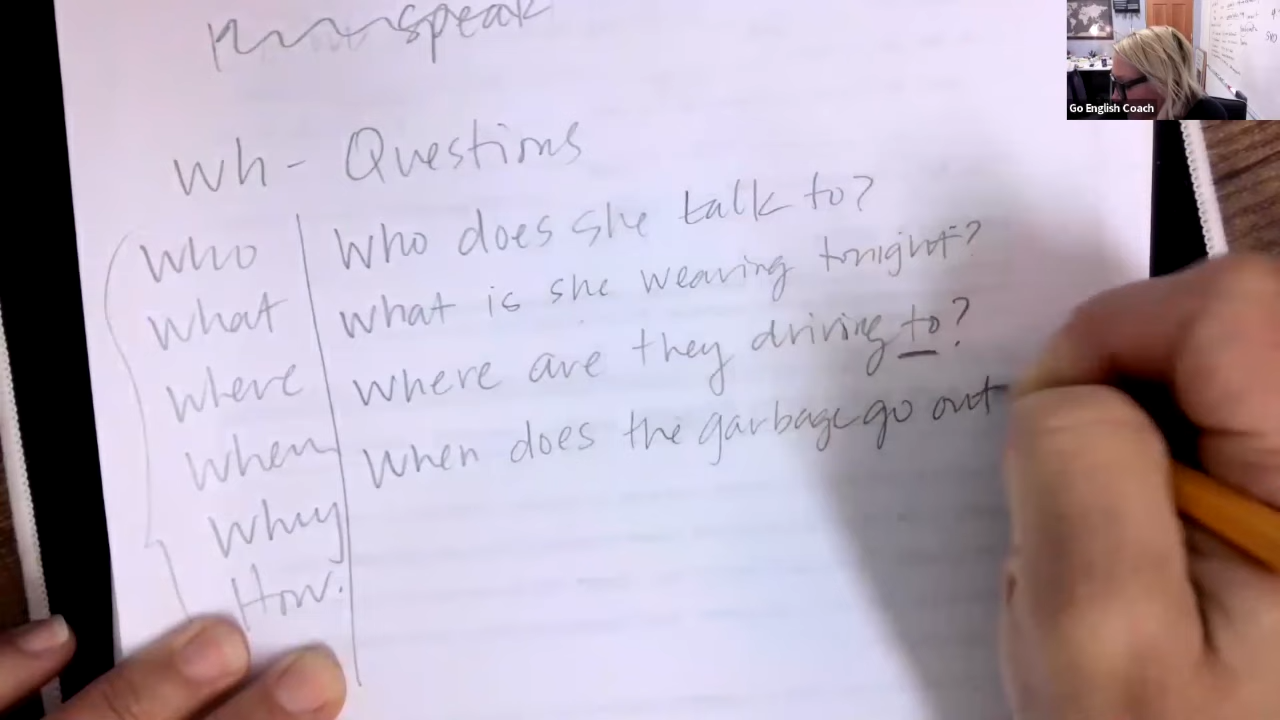 speak
Wh- Questions
Who
Who does she talk to?
What
What is she wearing tonight?
Where
Where are they driving to?
When
When does the garbage go out
Why
How.
Go English Coach